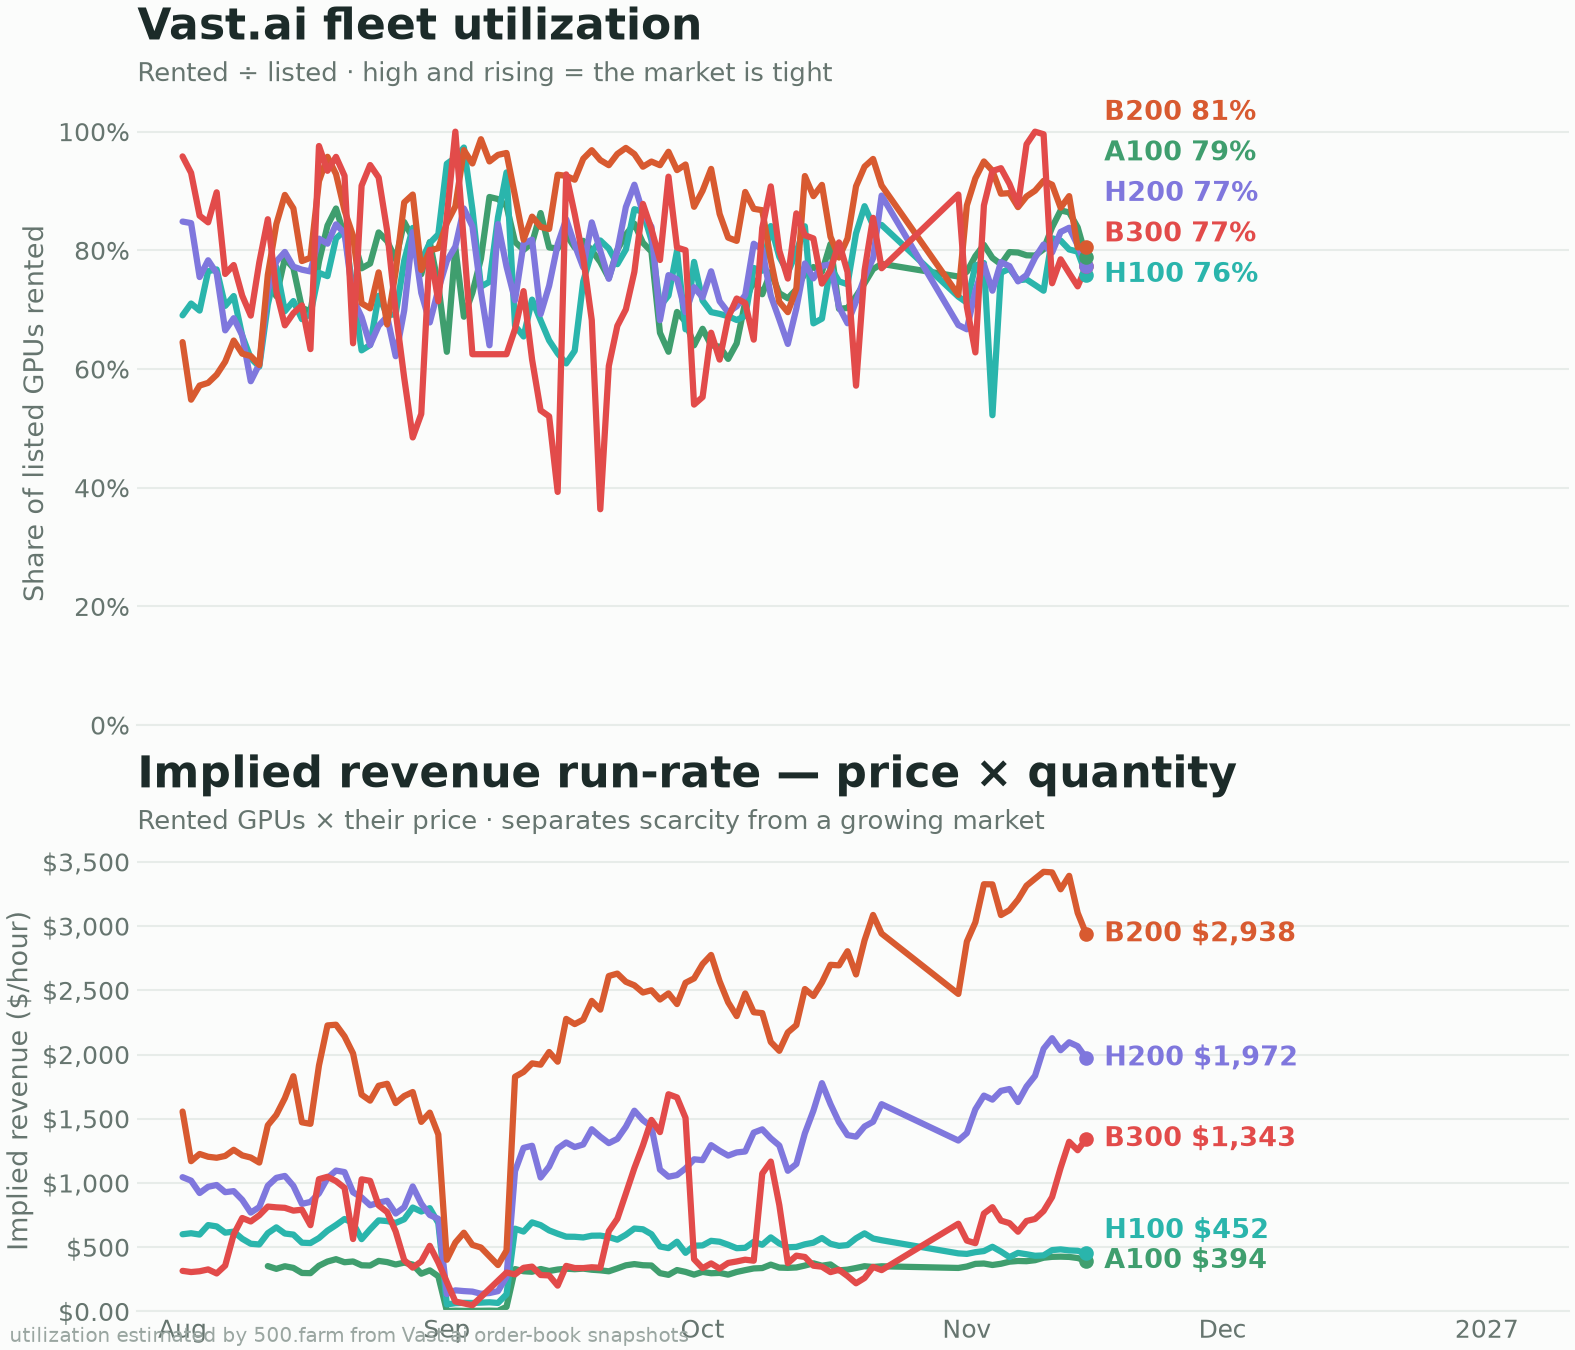 Vast.ai fleet utilization
Rented ÷ listed · high and rising = the market is tight
Share of listed GPUs rented
100%
80%
60%
40%
20%
0%
B200 81%
A100 79%
H200 77%
B300 77%
H100 76%
Implied revenue run-rate — price × quantity
Rented GPUs × their price · separates scarcity from a growing market
Implied revenue ($/hour)
$3,500
$3,000
$2,500
$2,000
$1,500
$1,000
$500
$0.00
B200 $2,938
H200 $1,972
B300 $1,343
H100 $452
A100 $394
Aug Sep Oct Nov Dec 2027
utilization estimated by 500.farm from Vast.ai order-book snapshots